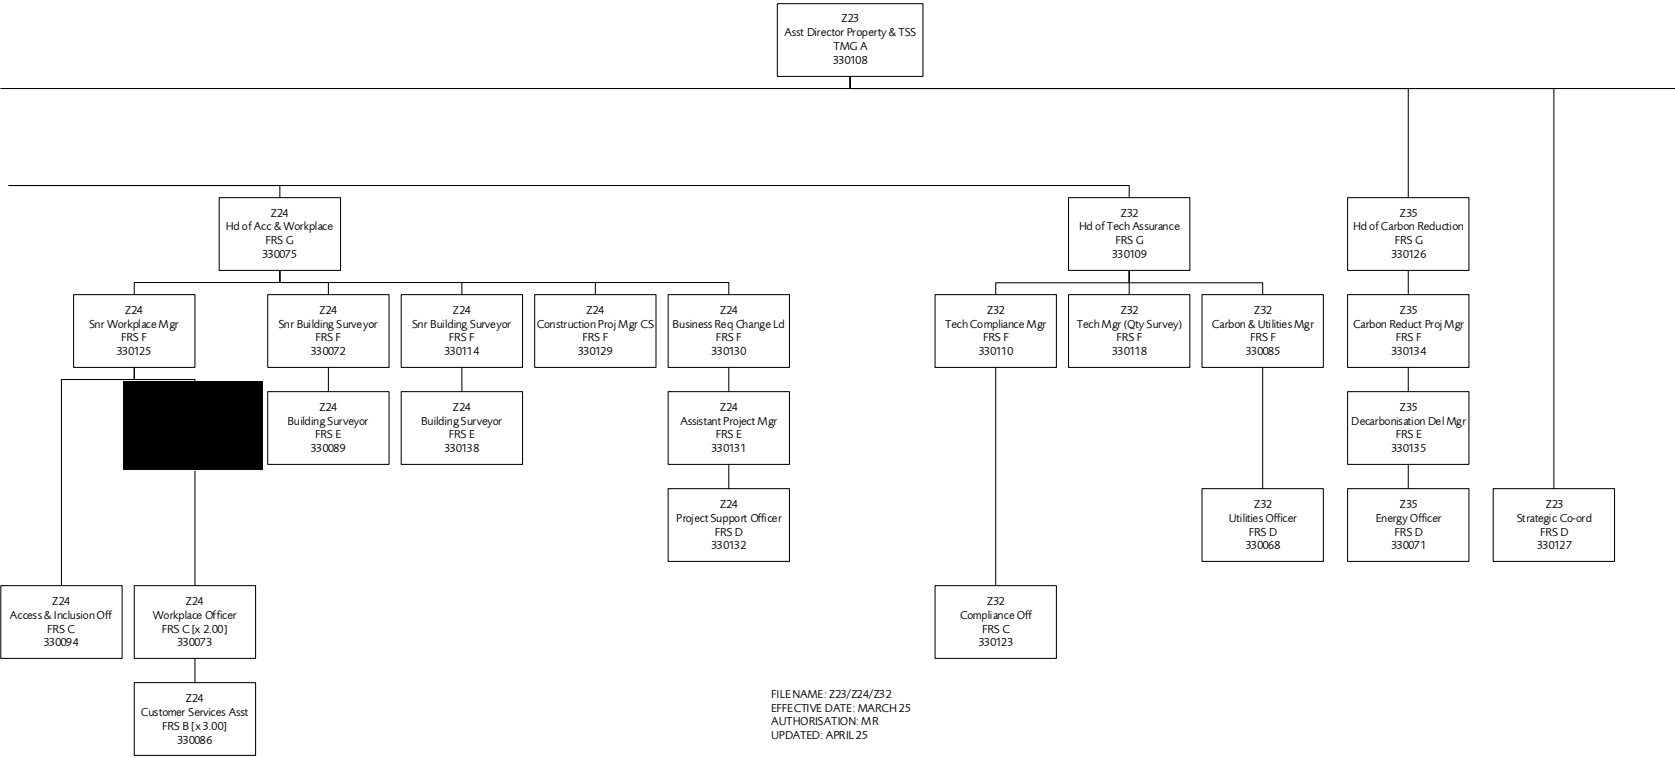 Z23
Asst Director Property & TSS
TMG A
330108
Z24
Hd of Acc & Workplace
FRS G
330075
Z32
Hd of Tech Assurance
FRS G
330109
Z35
Hd of Carbon Reduction
FRS G
330126
Z24
Snr Workplace Mgr
FRS F
330125
Z24
Snr Building Surveyor
FRS F
330072
Z24
Snr Building Surveyor
FRS F
330114
Z24
Construction Proj Mgr CS
FRS F
330129
Z24
Business Req Change Ld
FRS F
330130
Z32
Tech Compliance Mgr
FRS F
330110
Z32
Tech Mgr (Qty Survey)
FRS F
330118
Z32
Carbon & Utilities Mgr
FRS F
330085
Z35
Carbon Reduct Proj Mgr
FRS F
330134
Z24
Building Surveyor
FRS E
330089
Z24
Building Surveyor
FRS E
330138
Z24
Assistant Project Mgr
FRS E
330131
Z35
Decarbonisation Del Mgr
FRS E
330135
Z24
Project Support Officer
FRS D
330132
Z32
Utilities Officer
FRS D
330068
Z35
Energy Officer
FRS D
330071
Z23
Strategic Co-ord
FRS D
330127
Z24
Access & Inclusion Off
FRS C
330094
Z24
Workplace Officer
FRS C [x 2.00]
330073
Z32
Compliance Off
FRS C
330123
Z24
Customer Services Asst
FRS B [x 3.00]
330086
FILENAME: Z23/Z24/Z32
EFFECTIVE DATE: MARCH 25
AUTHORISATION: MR
UPDATED: APRIL 25